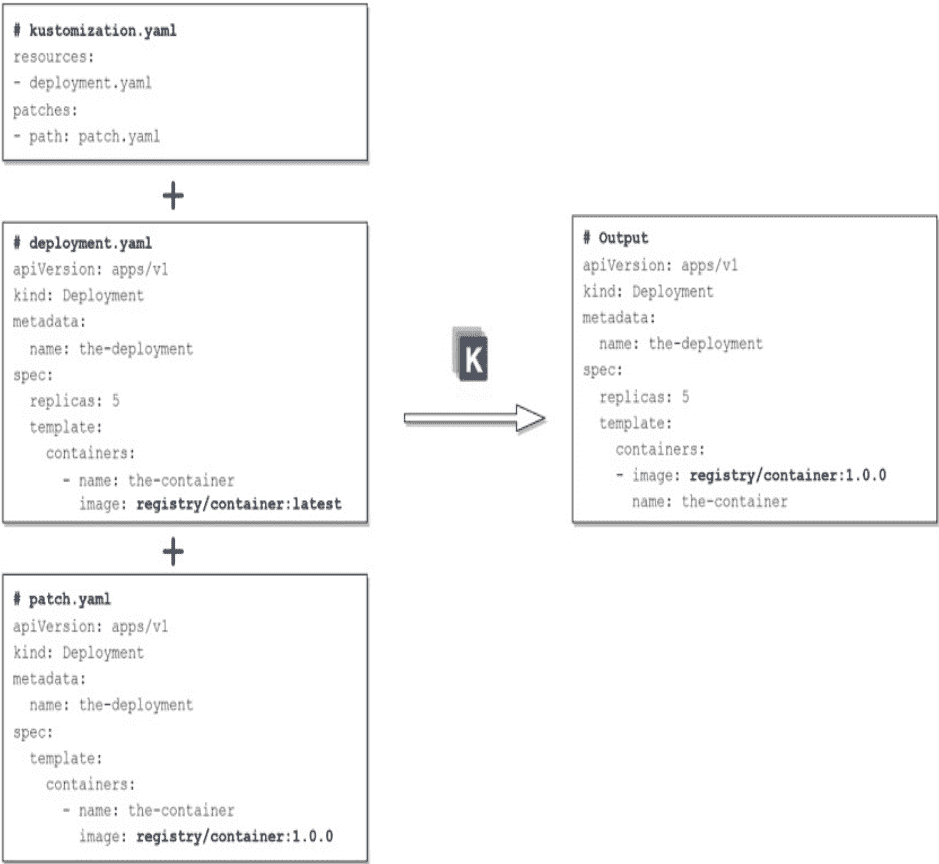 # kustomization.yaml
resources:
- deployment.yaml
patches:
- path: patch.yaml
+
# deployment.yaml
apiVersion: apps/v1
kind: Deployment
metadata:
  name: the-deployment
spec:
  replicas: 5
  template:
    containers:
      - name: the-container
        image: registry/container:latest
+
# patch.yaml
apiVersion: apps/v1
kind: Deployment
metadata:
  name: the-deployment
spec:
  template:
    containers:
      - name: the-container
        image: registry/container:1.0.0
K
# Output
apiVersion: apps/v1
kind: Deployment
metadata:
  name: the-deployment
spec:
  replicas: 5
  template:
    containers:
    - image: registry/container:1.0.0
      name: the-container